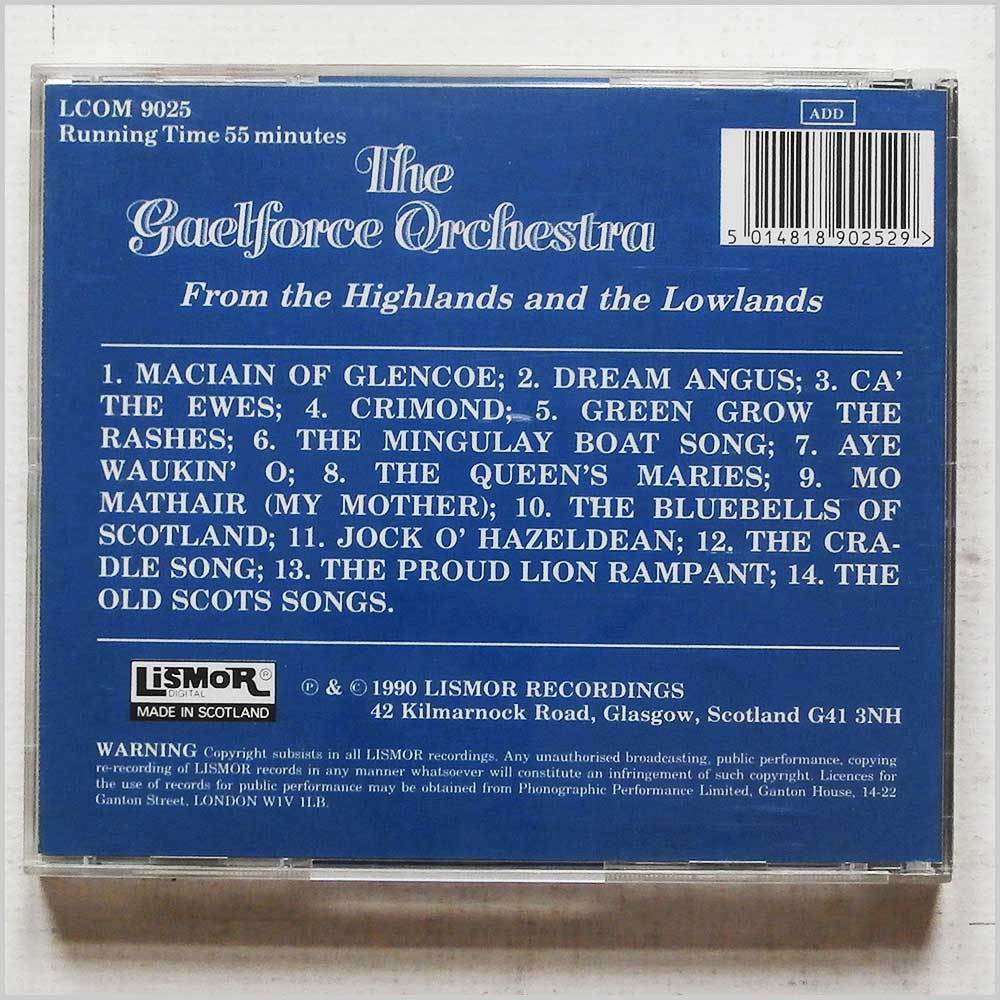 LCOM 9025
Running Time 55 minutes
ADD
5 014818 902529 >
The
Gaelforce Orchestra
From the Highlands and the Lowlands
1. MACIAIN OF GLENCOE; 2. DREAM ANGUS; 3. CA'
THE EWES; 4. CRIMOND; 5. GREEN GROW THE
RASHES; 6. THE MINGULAY BOAT SONG; 7. AYE
WAUKIN' O; 8. THE QUEEN'S MARIES; 9. MO
MATHAIR (MY MOTHER); 10. THE BLUEBELLS OF
SCOTLAND; 11. JOCK O' HAZELDEAN; 12. THE CRA-
DLE SONG; 13. THE PROUD LION RAMPANT; 14. THE
OLD SCOTS SONGS.
LISMOR®
DIGITAL
MADE IN SCOTLAND
℗ & © 1990 LISMOR RECORDINGS
42 Kilmarnock Road, Glasgow, Scotland G41 3NH
WARNING Copyright subsists in all LISMOR recordings. Any unauthorised broadcasting, public performance, copying
re-recording of LISMOR records in any manner whatsoever will constitute an infringement of such copyright. Licences for
the use of records for public performance may be obtained from Phonographic Performance Limited, Ganton House, 14-22
Ganton Street, LONDON W1V 1LB.